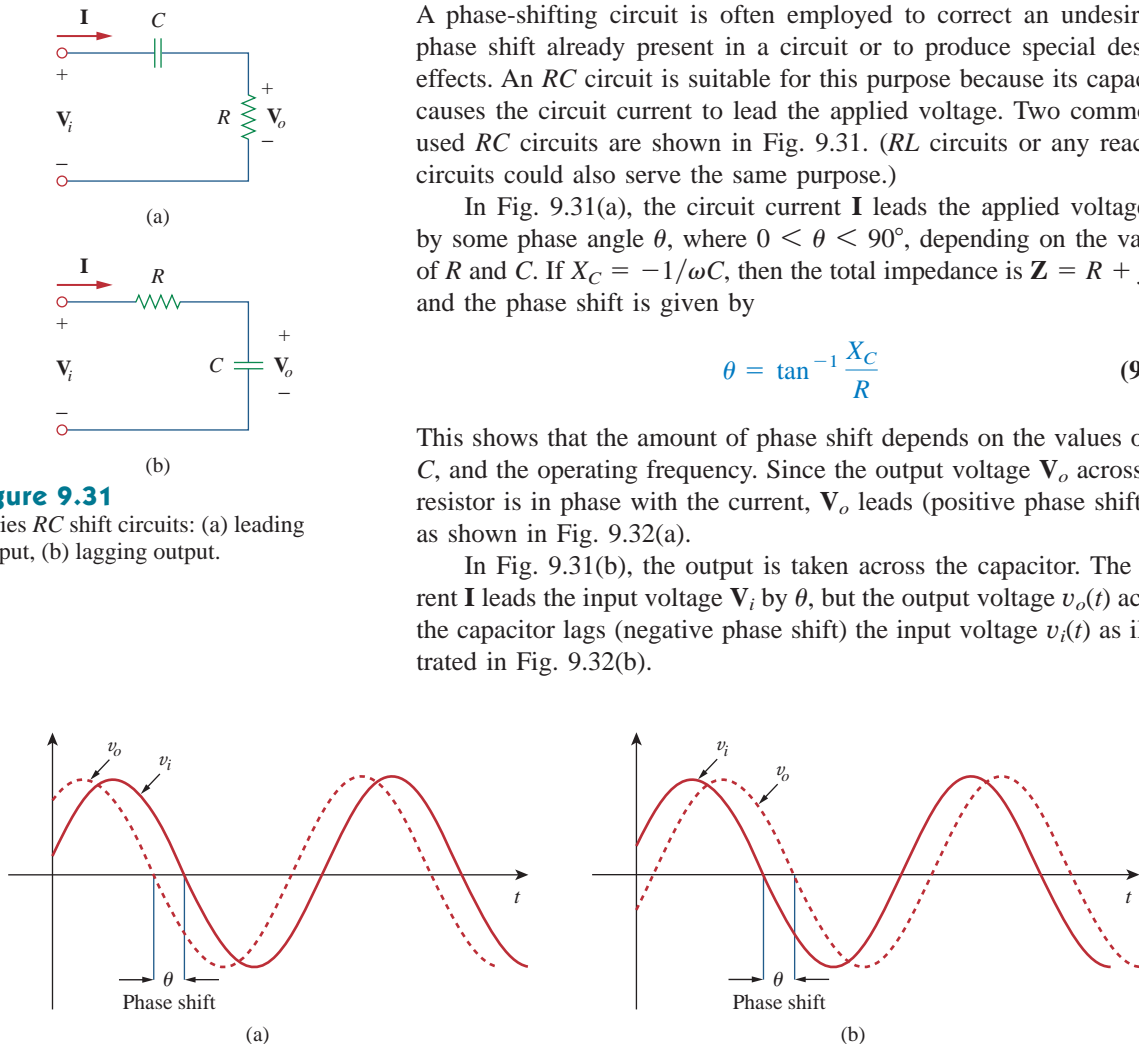 I
C
+
V_i
R
+
V_o
−
−
(a)
I
R
+
+
V_i
C
V_o
−
−
(b)
gure 9.31
ies RC shift circuits: (a) leading
put, (b) lagging output.
A phase-shifting circuit is often employed to correct an undesir
phase shift already present in a circuit or to produce special des
effects. An RC circuit is suitable for this purpose because its capac
causes the circuit current to lead the applied voltage. Two commo
used RC circuits are shown in Fig. 9.31. (RL circuits or any reac
circuits could also serve the same purpose.)
In Fig. 9.31(a), the circuit current I leads the applied voltage
by some phase angle θ, where 0 < θ < 90°, depending on the va
of R and C. If X_C = −1/ωC, then the total impedance is Z = R +
and the phase shift is given by
θ = tan⁻¹ X_C/R (9.
This shows that the amount of phase shift depends on the values o
C, and the operating frequency. Since the output voltage V_o across
resistor is in phase with the current, V_o leads (positive phase shift
as shown in Fig. 9.32(a).
In Fig. 9.31(b), the output is taken across the capacitor. The
rent I leads the input voltage V_i by θ, but the output voltage v_o(t) ac
the capacitor lags (negative phase shift) the input voltage v_i(t) as il
trated in Fig. 9.32(b).
v_o
v_i
t
θ
Phase shift
(a)
v_i
v_o
t
θ
Phase shift
(b)